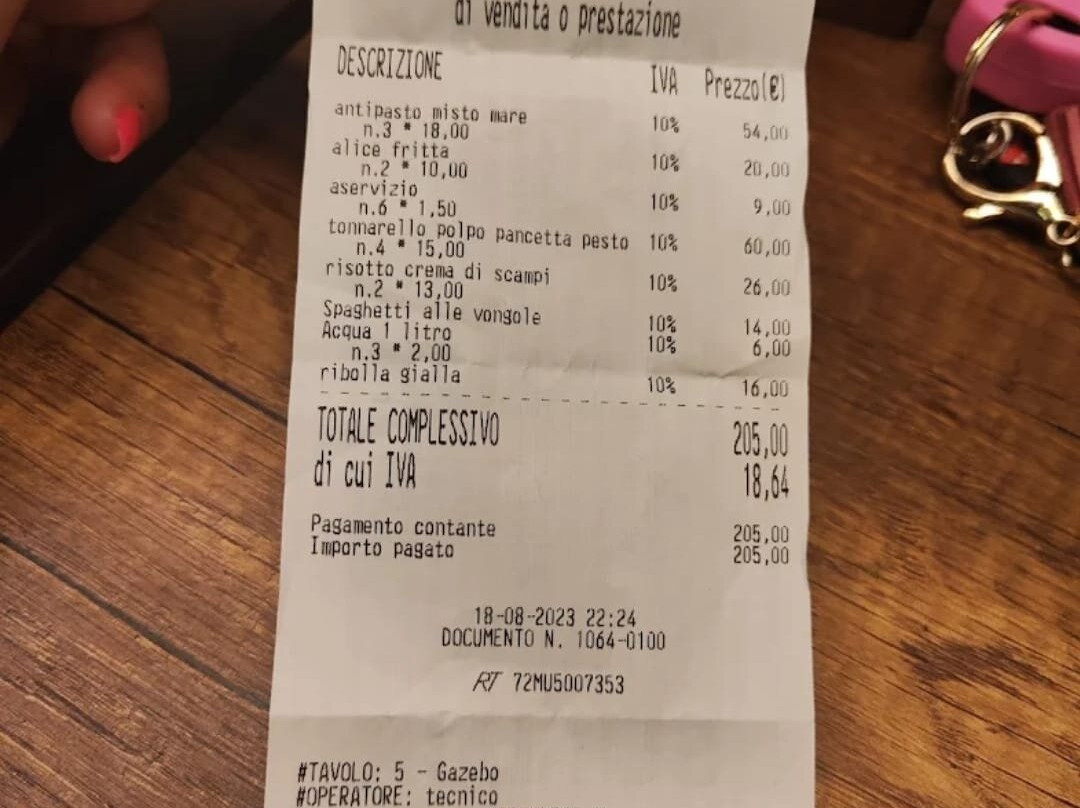 di vendita o prestazione
DESCRIZIONE IVA Prezzo(€)
antipasto misto mare 10% 54,00
n.3 * 18,00
alice fritta 10% 20,00
n.2 * 10,00
aservizio 10% 9,00
n.6 * 1,50
tonnarello polpo pancetta pesto 10% 60,00
n.4 * 15,00
risotto crema di scampi 10% 26,00
n.2 * 13,00
Spaghetti alle vongole 10% 14,00
Acqua 1 litro 10% 6,00
n.3 * 2,00
ribolla gialla 10% 16,00
TOTALE COMPLESSIVO 205,00
di cui IVA 18,64
Pagamento contante 205,00
Importo pagato 205,00
18-08-2023 22:24
DOCUMENTO N. 1064-0100
RT 72MU5007353
#TAVOLO: 5 - Gazebo
#OPERATORE: tecnico